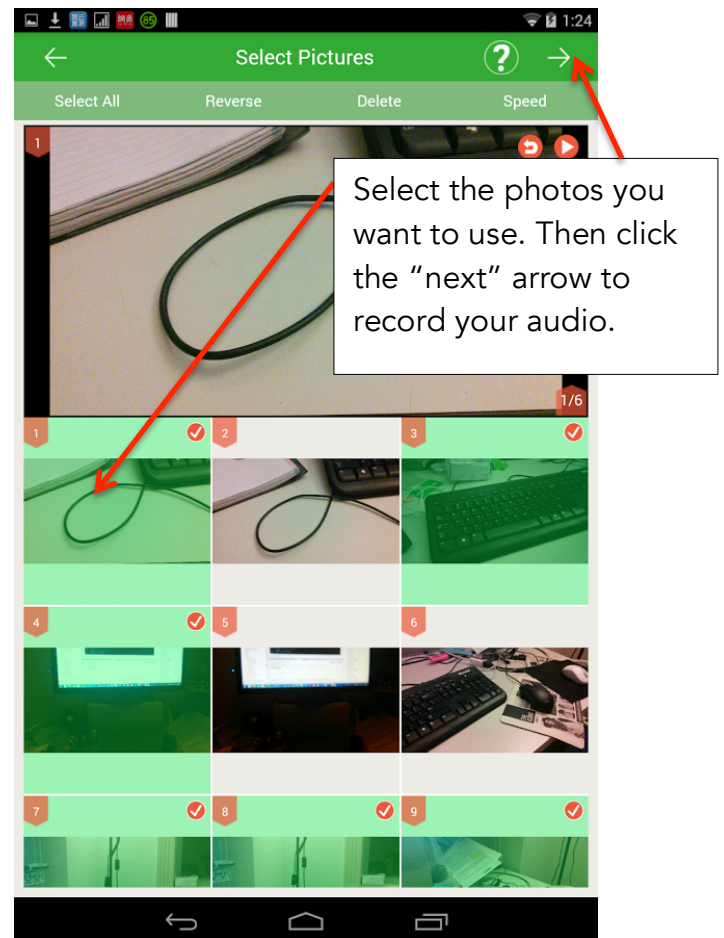 85
1:24
Select Pictures
?
Select All Reverse Delete Speed
1
Select the photos you
want to use. Then click
the “next” arrow to
record your audio.
1/6
1 2 3
4 5 6
7 8 9